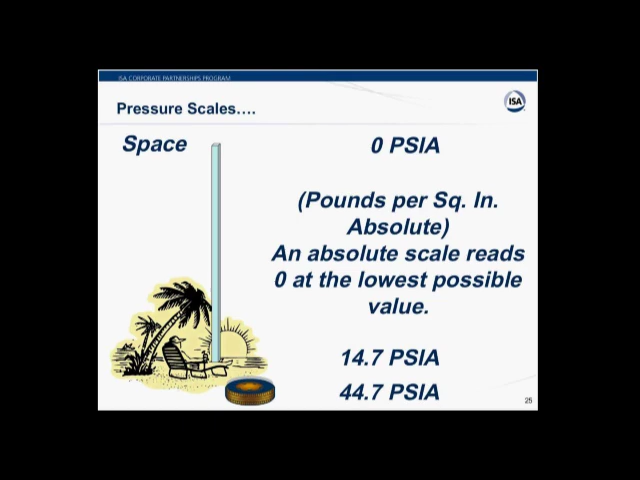 ISA CORPORATE PARTNERSHIPS PROGRAM
Pressure Scales….
ISA
Space
0 PSIA
(Pounds per Sq. In.
Absolute)
An absolute scale reads
0 at the lowest possible
value.
14.7 PSIA
44.7 PSIA
25